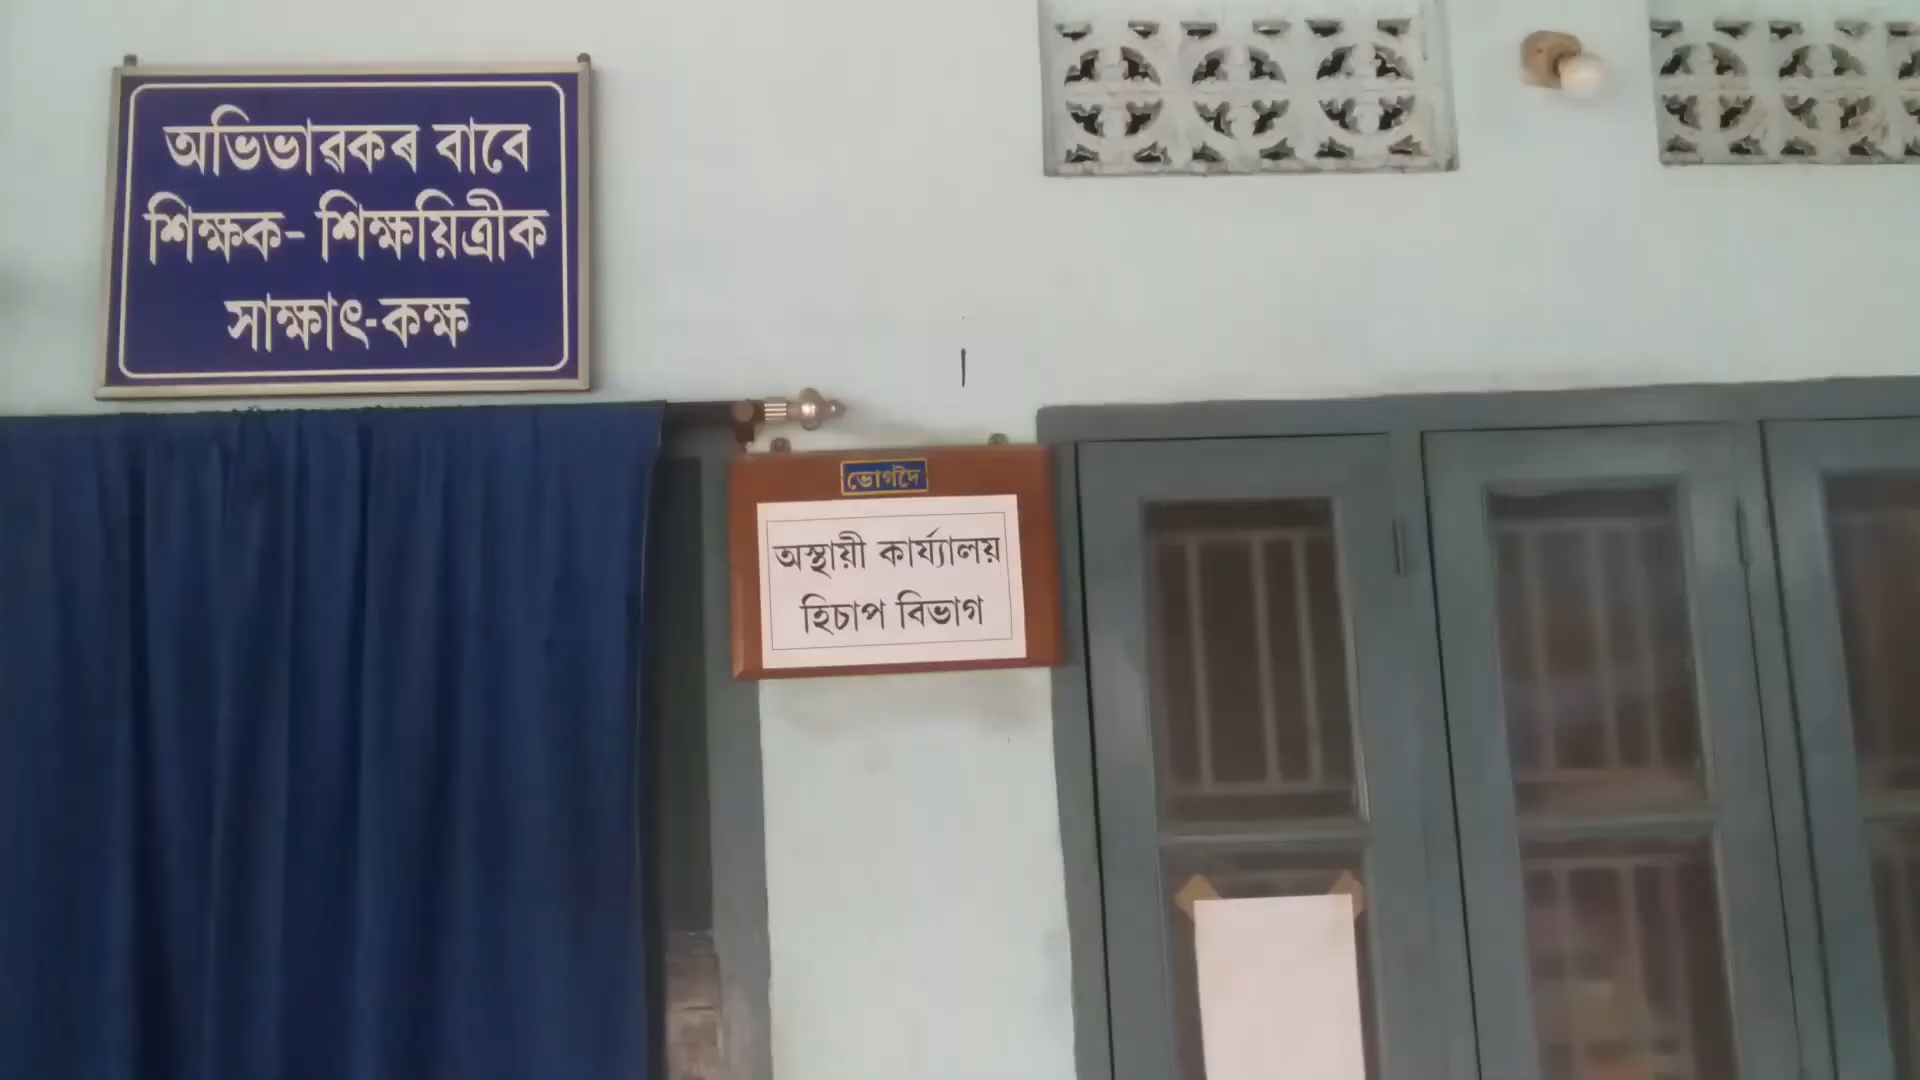 অভিভাৱকৰ বাবে
শিক্ষক- শিক্ষয়িত্ৰীক
সাক্ষাৎ-কক্ষ
ভোগদৈ
অস্থায়ী কাৰ্য্যালয়
হিচাপ বিভাগ